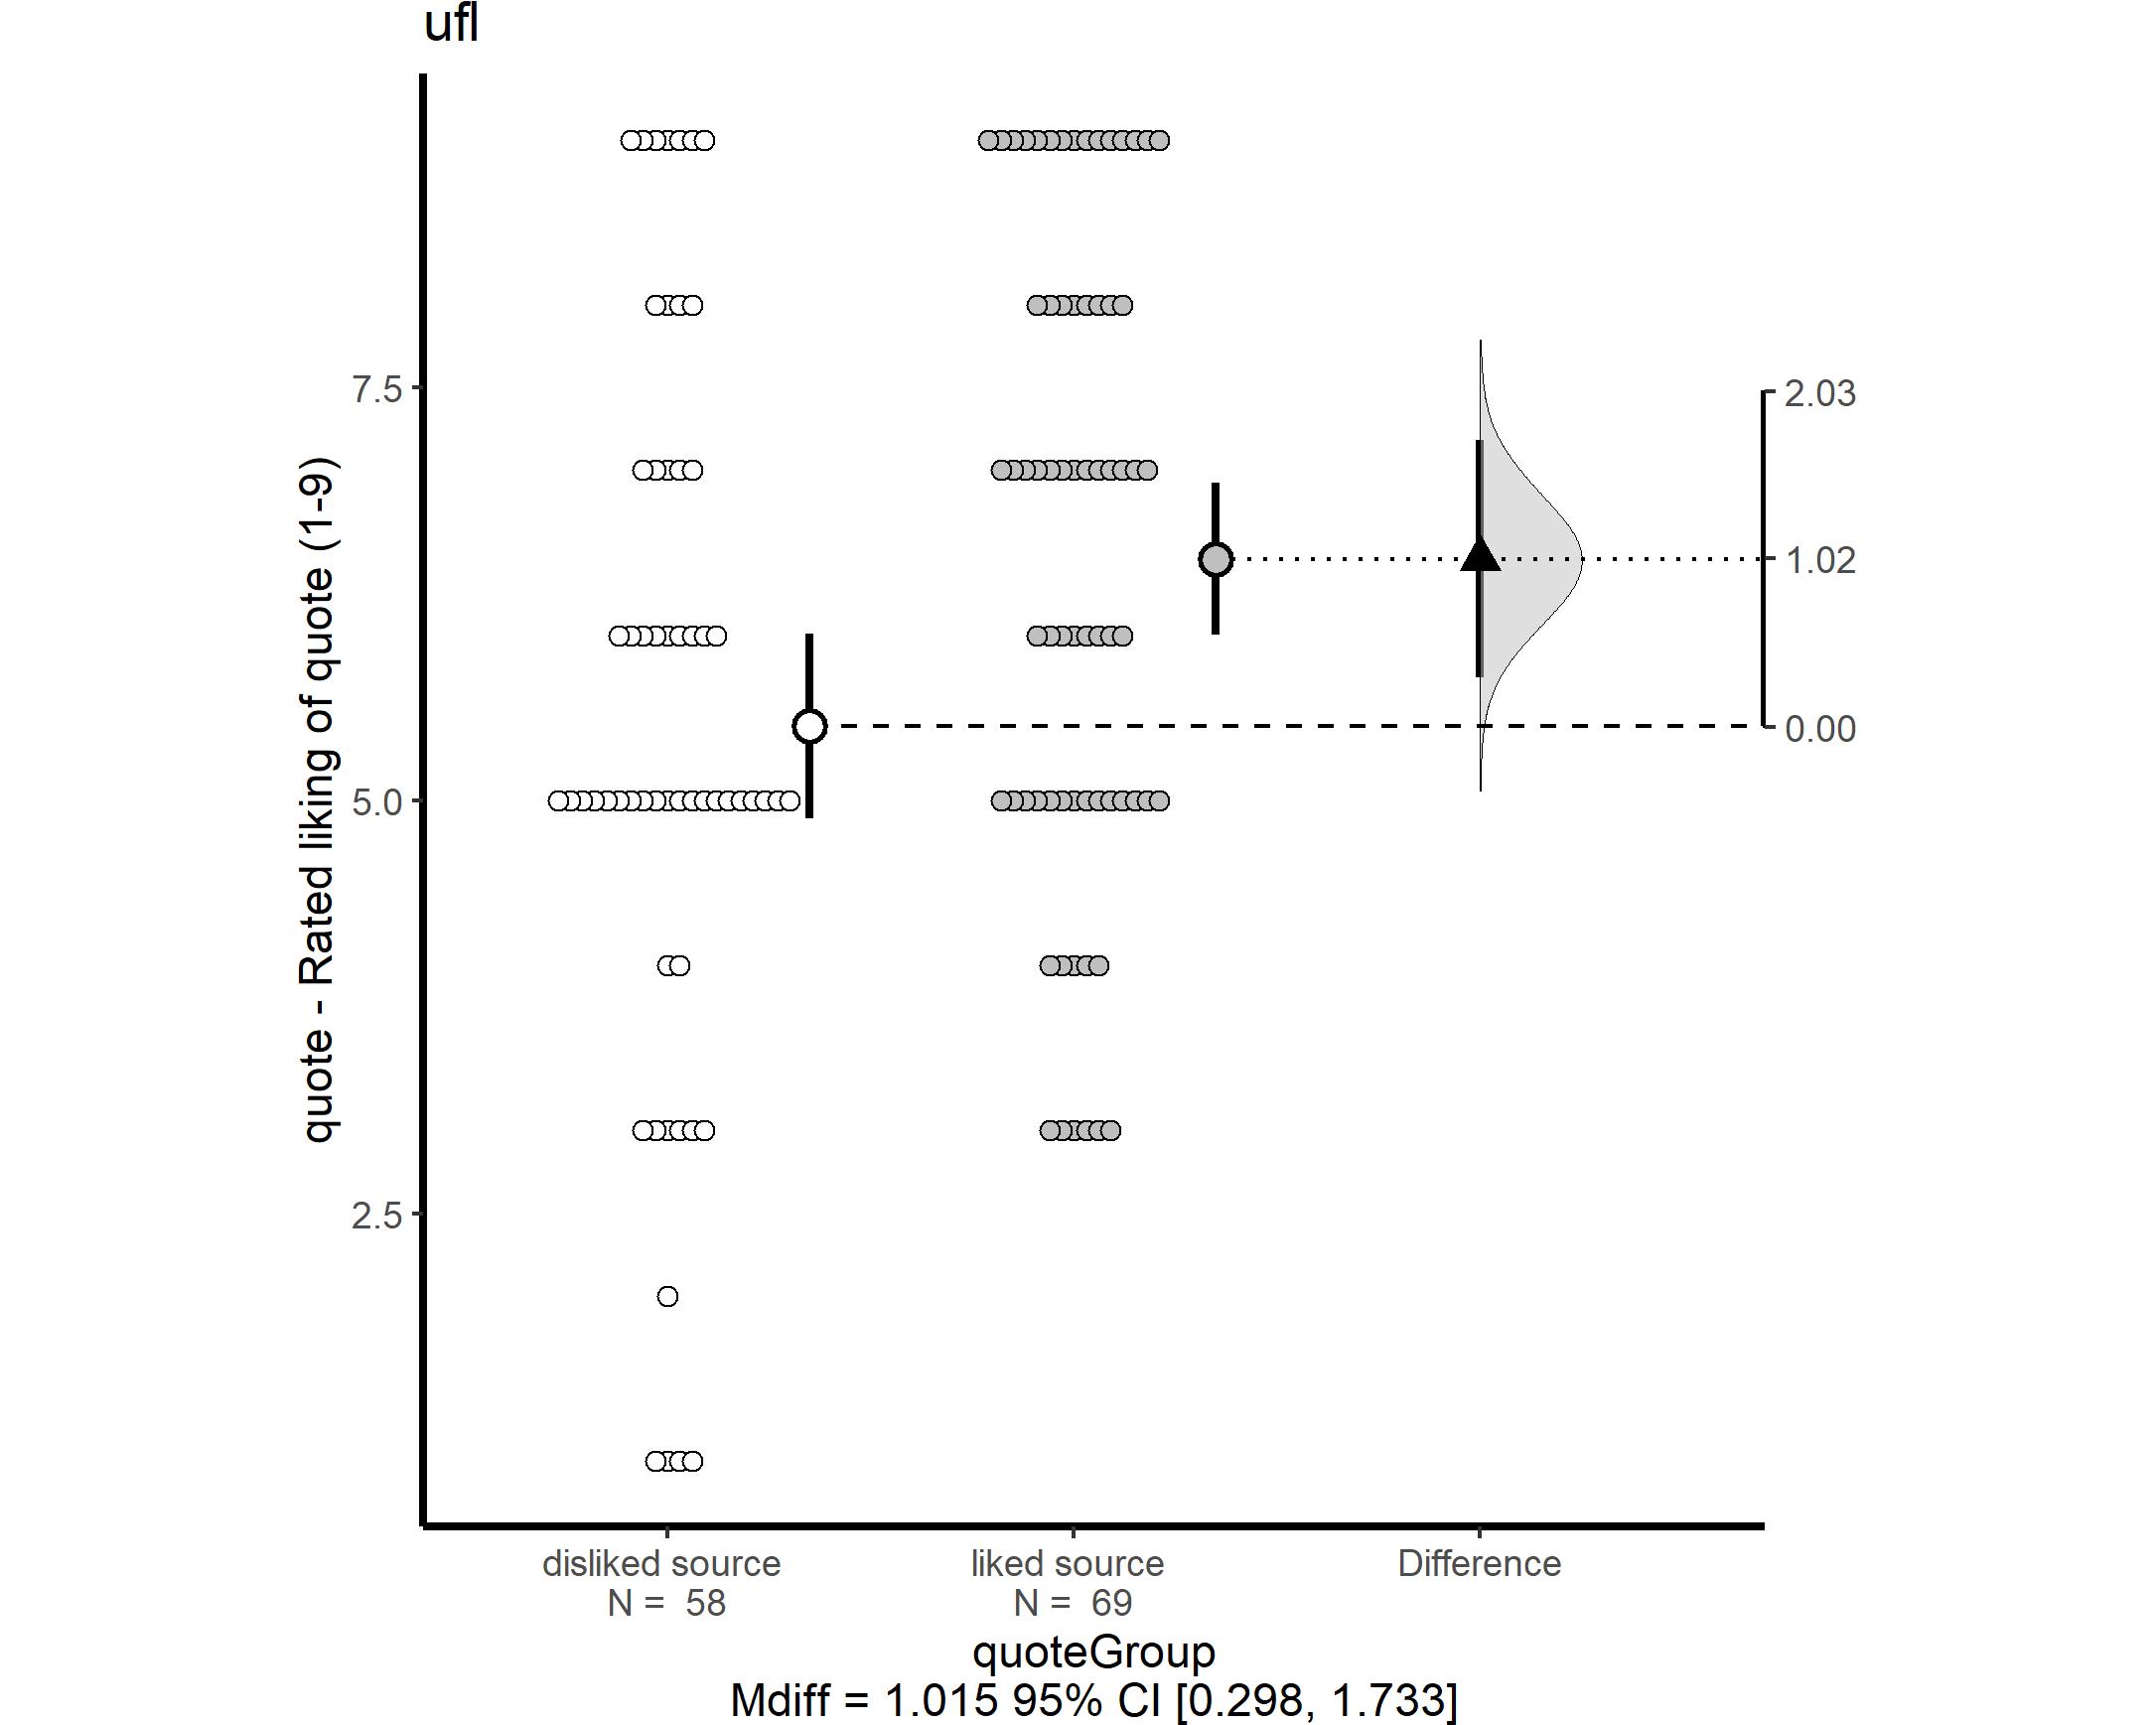 ufl
quote - Rated liking of quote (1-9)
7.5
5.0
2.5
2.03
1.02
0.00
disliked source
N =  58
liked source
N =  69
Difference
quoteGroup
Mdiff = 1.015 95% CI [0.298, 1.733]